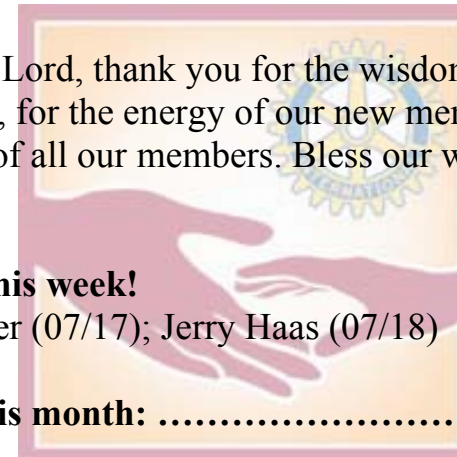 Lord, thank you for the wisdom
, for the energy of our new mer
of all our members. Bless our w
his week!
er (07/17); Jerry Haas (07/18)
is month: ……………………